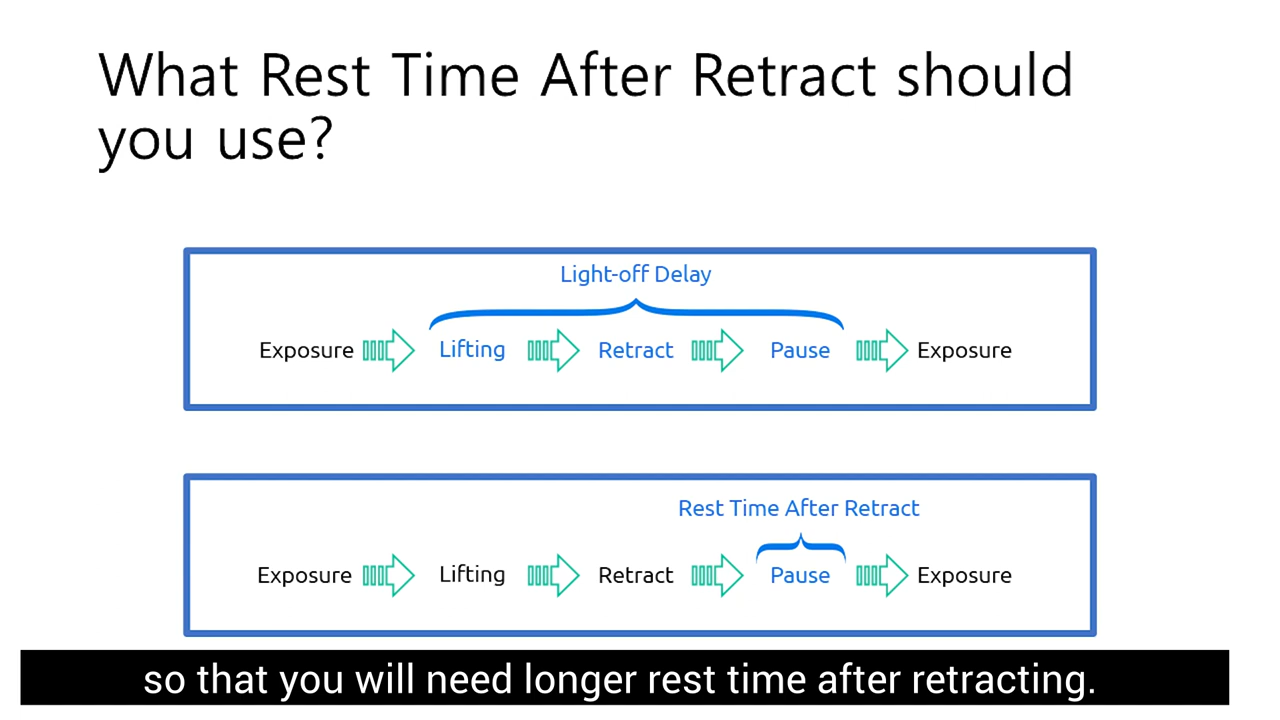 What Rest Time After Retract should
you use?
Light-off Delay
Exposure Lifting Retract Pause Exposure
Rest Time After Retract
Exposure Lifting Retract Pause Exposure
so that you will need longer rest time after retracting.